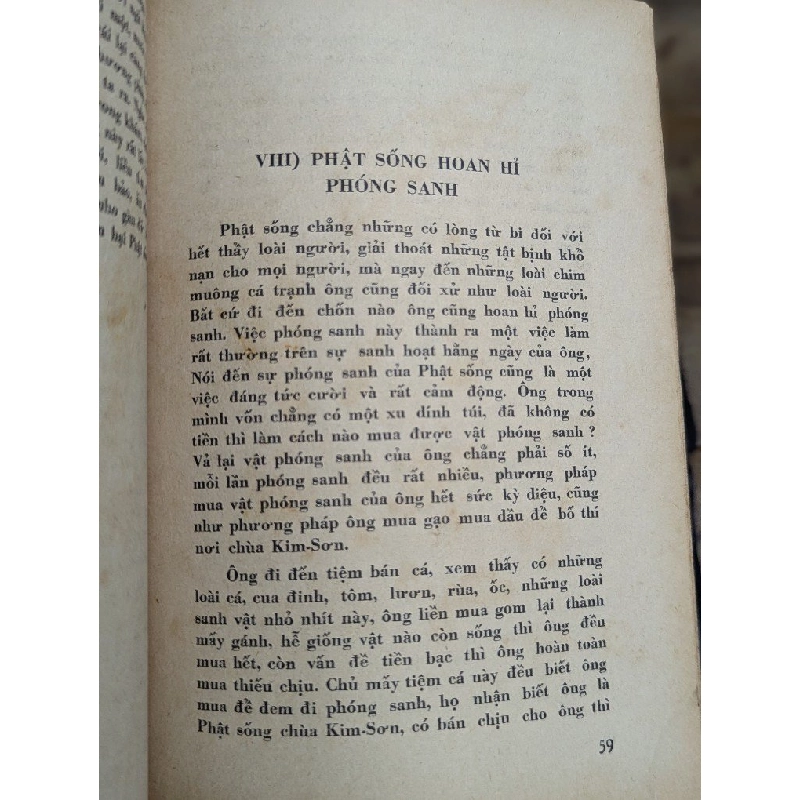 VIII) PHẬT SỐNG HOAN HỈ
PHÓNG SANH
Phật sống chẳng những có lòng từ bi dối với
hết thẩy loài người, giải thoát những tật bịnh khồ
nạn cho mọi người, mà ngay đến những loài chim
muông cá trạnh ông cũng đối xử như loài người.
Bất cứ đi đến chốn nào ông cũng hoan hỉ phóng
sanh. Việc phóng sanh này thành ra một việc làm
rất thường trên sự sanh hoạt hằng ngày của ông,
Nói đến sự phóng sanh của Phật sống cũng là một
việc đáng tức cười và rất cảm động. Ông trong
mình vốn chẳng có một xu dính túi, đã không có
tiền thì làm cách nào mua được vật phóng sanh ?
Vả lại vật phóng sanh của ông chẳng phải số ít,
mỗi lần phóng sanh đều rất nhiều, phương pháp
mua vật phóng sanh của ông hết sức kỳ diệu, cũng
như phương pháp ông mua gạo mua dầu đề bố thí
nơi chùa Kim-Sơn.
Ông đi đến tiệm bán cá, xem thấy có những
loài cá, cua đinh, tôm, lươn, rùa, ốc, những loài
sanh vật nhỏ nhít này, ông liền mua gom lại thành
mấy gánh, hễ giống vật nào còn sống thì ông đều
mua hết, còn vấn đề tiền bạc thì ông hoàn toàn
mua thiếu chịu. Chủ mấy tiệm cá này đều biết ông
mua đề dem đi phóng sanh, họ nhận biết ông là
Phật sống chùa Kim-Sơn, có bán chịu cho ông thì
59